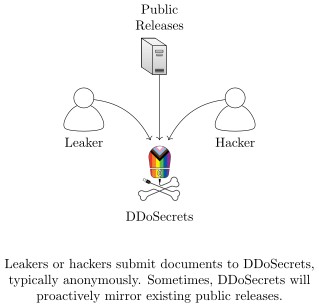 Public
Releases
Leaker
Hacker
DDoSecrets
Leakers or hackers submit documents to DDoSecrets,
typically anonymously. Sometimes, DDoSecrets will
proactively mirror existing public releases.